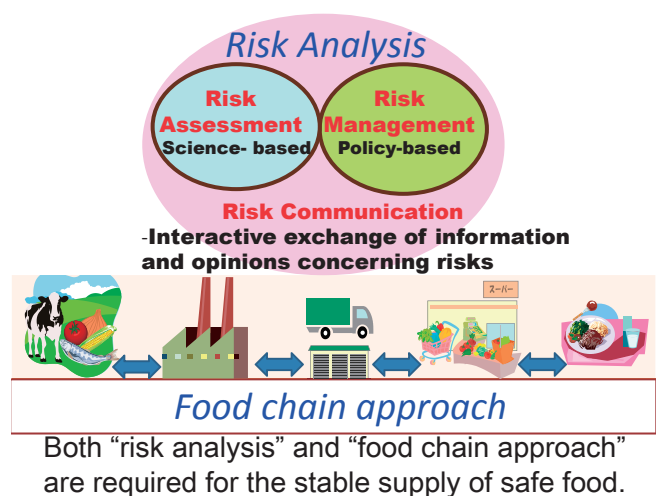 Risk Analysis
Risk
Assessment
Science- based
Risk
Management
Policy-based
Risk Communication
-Interactive exchange of information
and opinions concerning risks
スーパー
Food chain approach
Both “risk analysis” and “food chain approach”
are required for the stable supply of safe food.